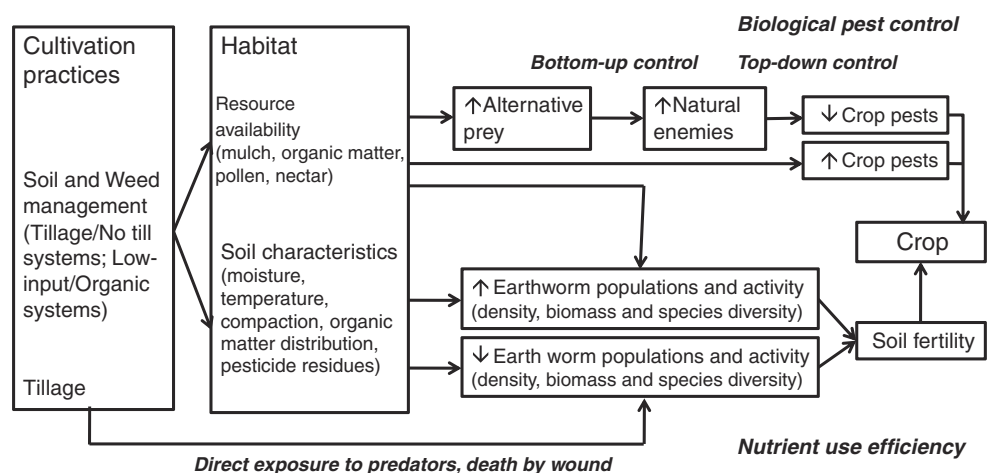 Cultivation
practices
Soil and Weed
management
(Tillage/No till
systems; Low-
input/Organic
systems)
Tillage
Habitat
Resource
availability
(mulch, organic matter,
pollen, nectar)
Soil characteristics
(moisture,
temperature,
compaction, organic
matter distribution,
pesticide residues)
Biological pest control
Bottom-up control
Top-down control
↑Alternative
prey
↑Natural
enemies
↓ Crop pests
↑ Crop pests
Crop
↑ Earthworm populations and activity
(density, biomass and species diversity)
↓ Earth worm populations and activity
(density, biomass and species diversity)
Soil fertility
Nutrient use efficiency
Direct exposure to predators, death by wound